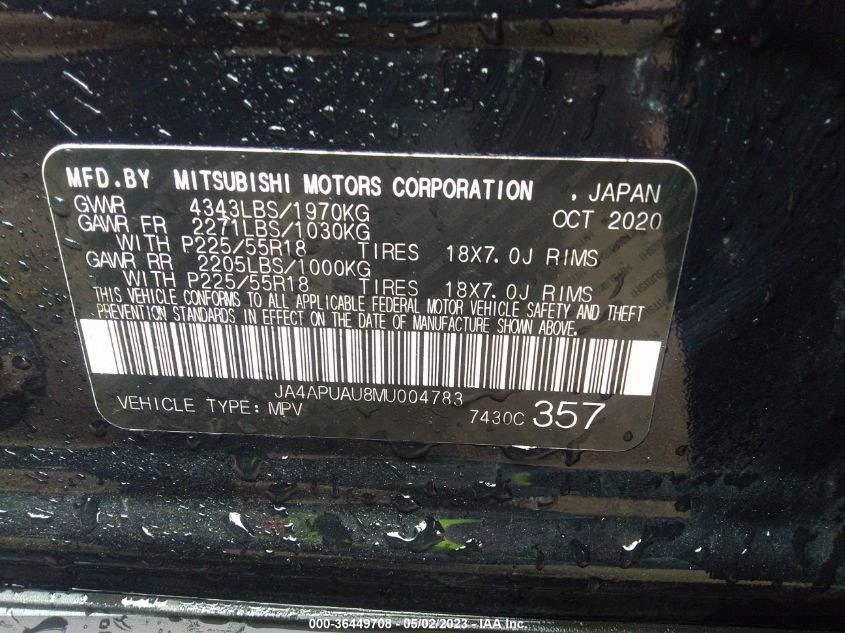 MFD.BY MITSUBISHI MOTORS CORPORATION , JAPAN
GVWR 4343LBS/1970KG OCT 2020
GAWR FR 2271LBS/1030KG
WITH P225/55R18 TIRES 18X7.0J RIMS
GAWR RR 2205LBS/1000KG
WITH P225/55R18 TIRES 18X7.0J RIMS
THIS VEHICLE CONFORMS TO ALL APPLICABLE FEDERAL MOTOR VEHICLE SAFETY AND THEFT
PREVENTION STANDARDS IN EFFECT ON THE DATE OF MANUFACTURE SHOWN ABOVE.
JA4APUAU8MU004783
VEHICLE TYPE: MPV 7430C 357
000-36449708 - 05/02/2023 - IAA Inc.